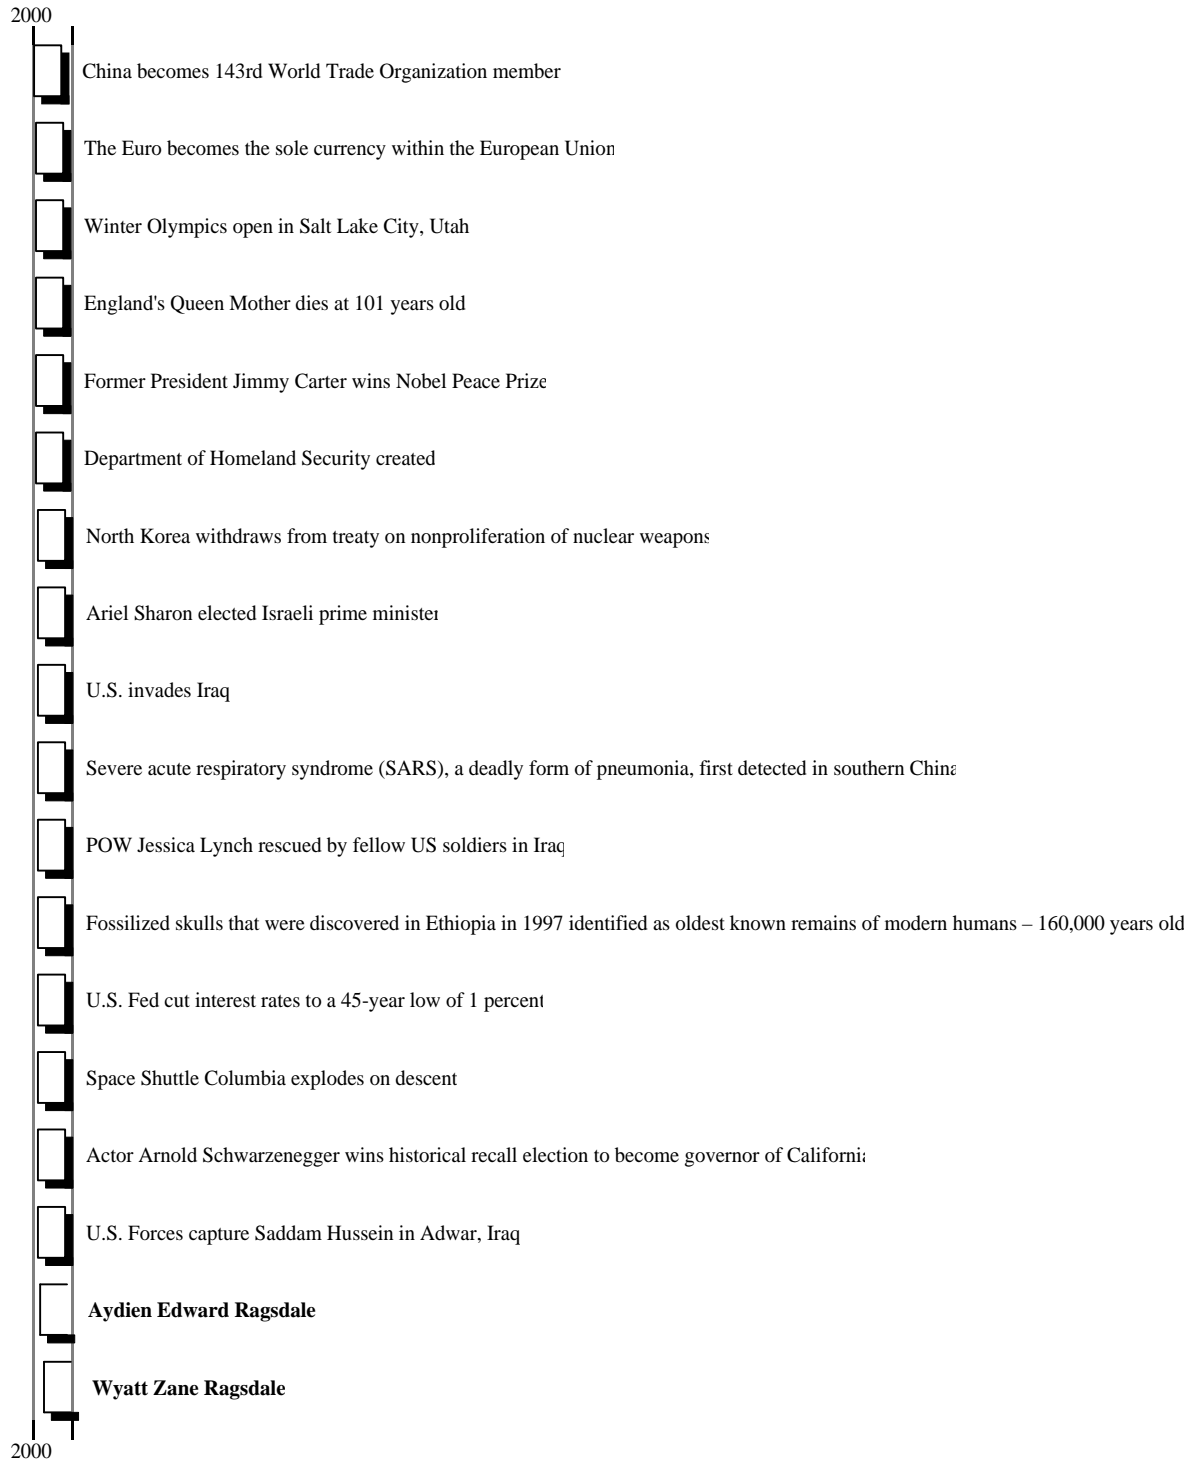 2000
China becomes 143rd World Trade Organization member
The Euro becomes the sole currency within the European Union
Winter Olympics open in Salt Lake City, Utah
England's Queen Mother dies at 101 years old
Former President Jimmy Carter wins Nobel Peace Prize
Department of Homeland Security created
North Korea withdraws from treaty on nonproliferation of nuclear weapons
Ariel Sharon elected Israeli prime minister
U.S. invades Iraq
Severe acute respiratory syndrome (SARS), a deadly form of pneumonia, first detected in southern China
POW Jessica Lynch rescued by fellow US soldiers in Iraq
Fossilized skulls that were discovered in Ethiopia in 1997 identified as oldest known remains of modern humans – 160,000 years old
U.S. Fed cut interest rates to a 45-year low of 1 percent
Space Shuttle Columbia explodes on descent
Actor Arnold Schwarzenegger wins historical recall election to become governor of California
U.S. Forces capture Saddam Hussein in Adwar, Iraq
Aydien Edward Ragsdale
Wyatt Zane Ragsdale
2000